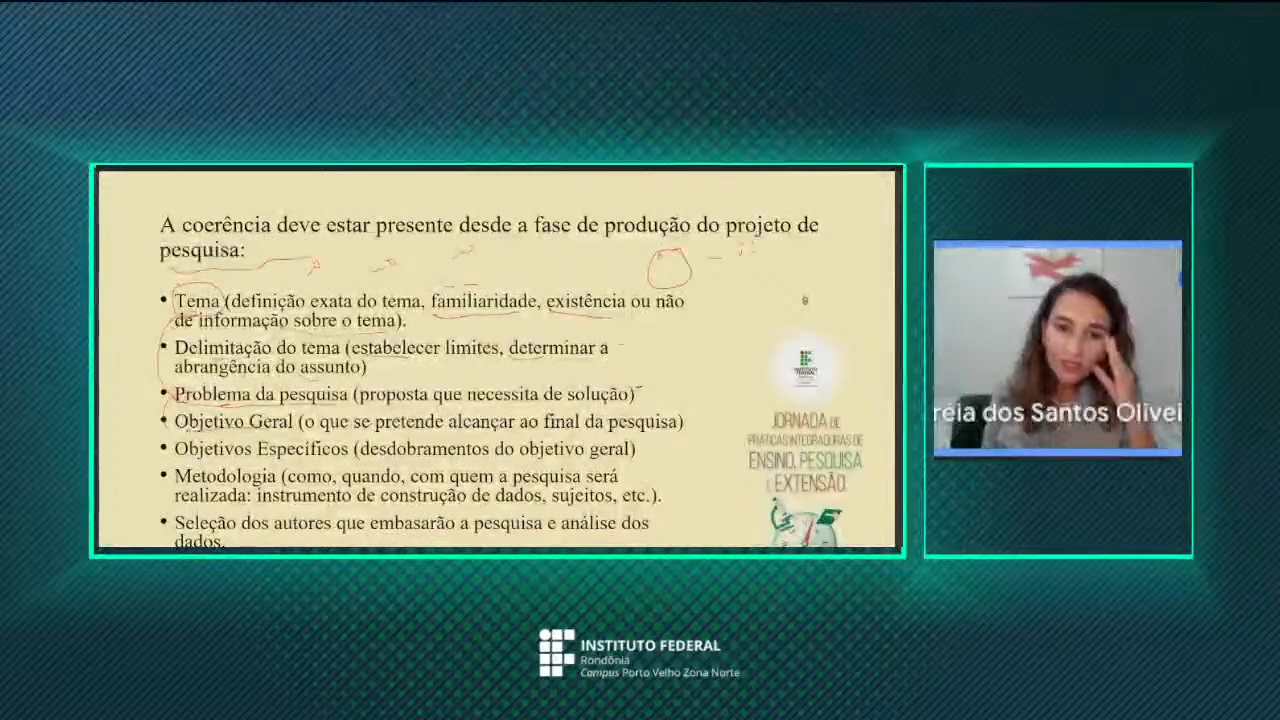 A coerência deve estar presente desde a fase de produção do projeto de
pesquisa:
• Tema (definição exata do tema, familiaridade, existência ou não
de informação sobre o tema).
• Delimitação do tema (estabelecer limites, determinar a
abrangência do assunto)
• Problema da pesquisa (proposta que necessita de solução)
• Objetivo Geral (o que se pretende alcançar ao final da pesquisa)
• Objetivos Específicos (desdobramentos do objetivo geral)
• Metodologia (como, quando, com quem a pesquisa será
realizada: instrumento de construção de dados, sujeitos, etc.).
• Seleção dos autores que embasarão a pesquisa e análise dos
dados.
9
INSTITUTO
FEDERAL
JORNADA DE
PRÁTICAS INTEGRADORAS DE
ENSINO, PESQUISA
E EXTENSÃO
réia dos Santos Olivei
INSTITUTO FEDERAL
Rondônia
Campus Porto Velho Zona Norte